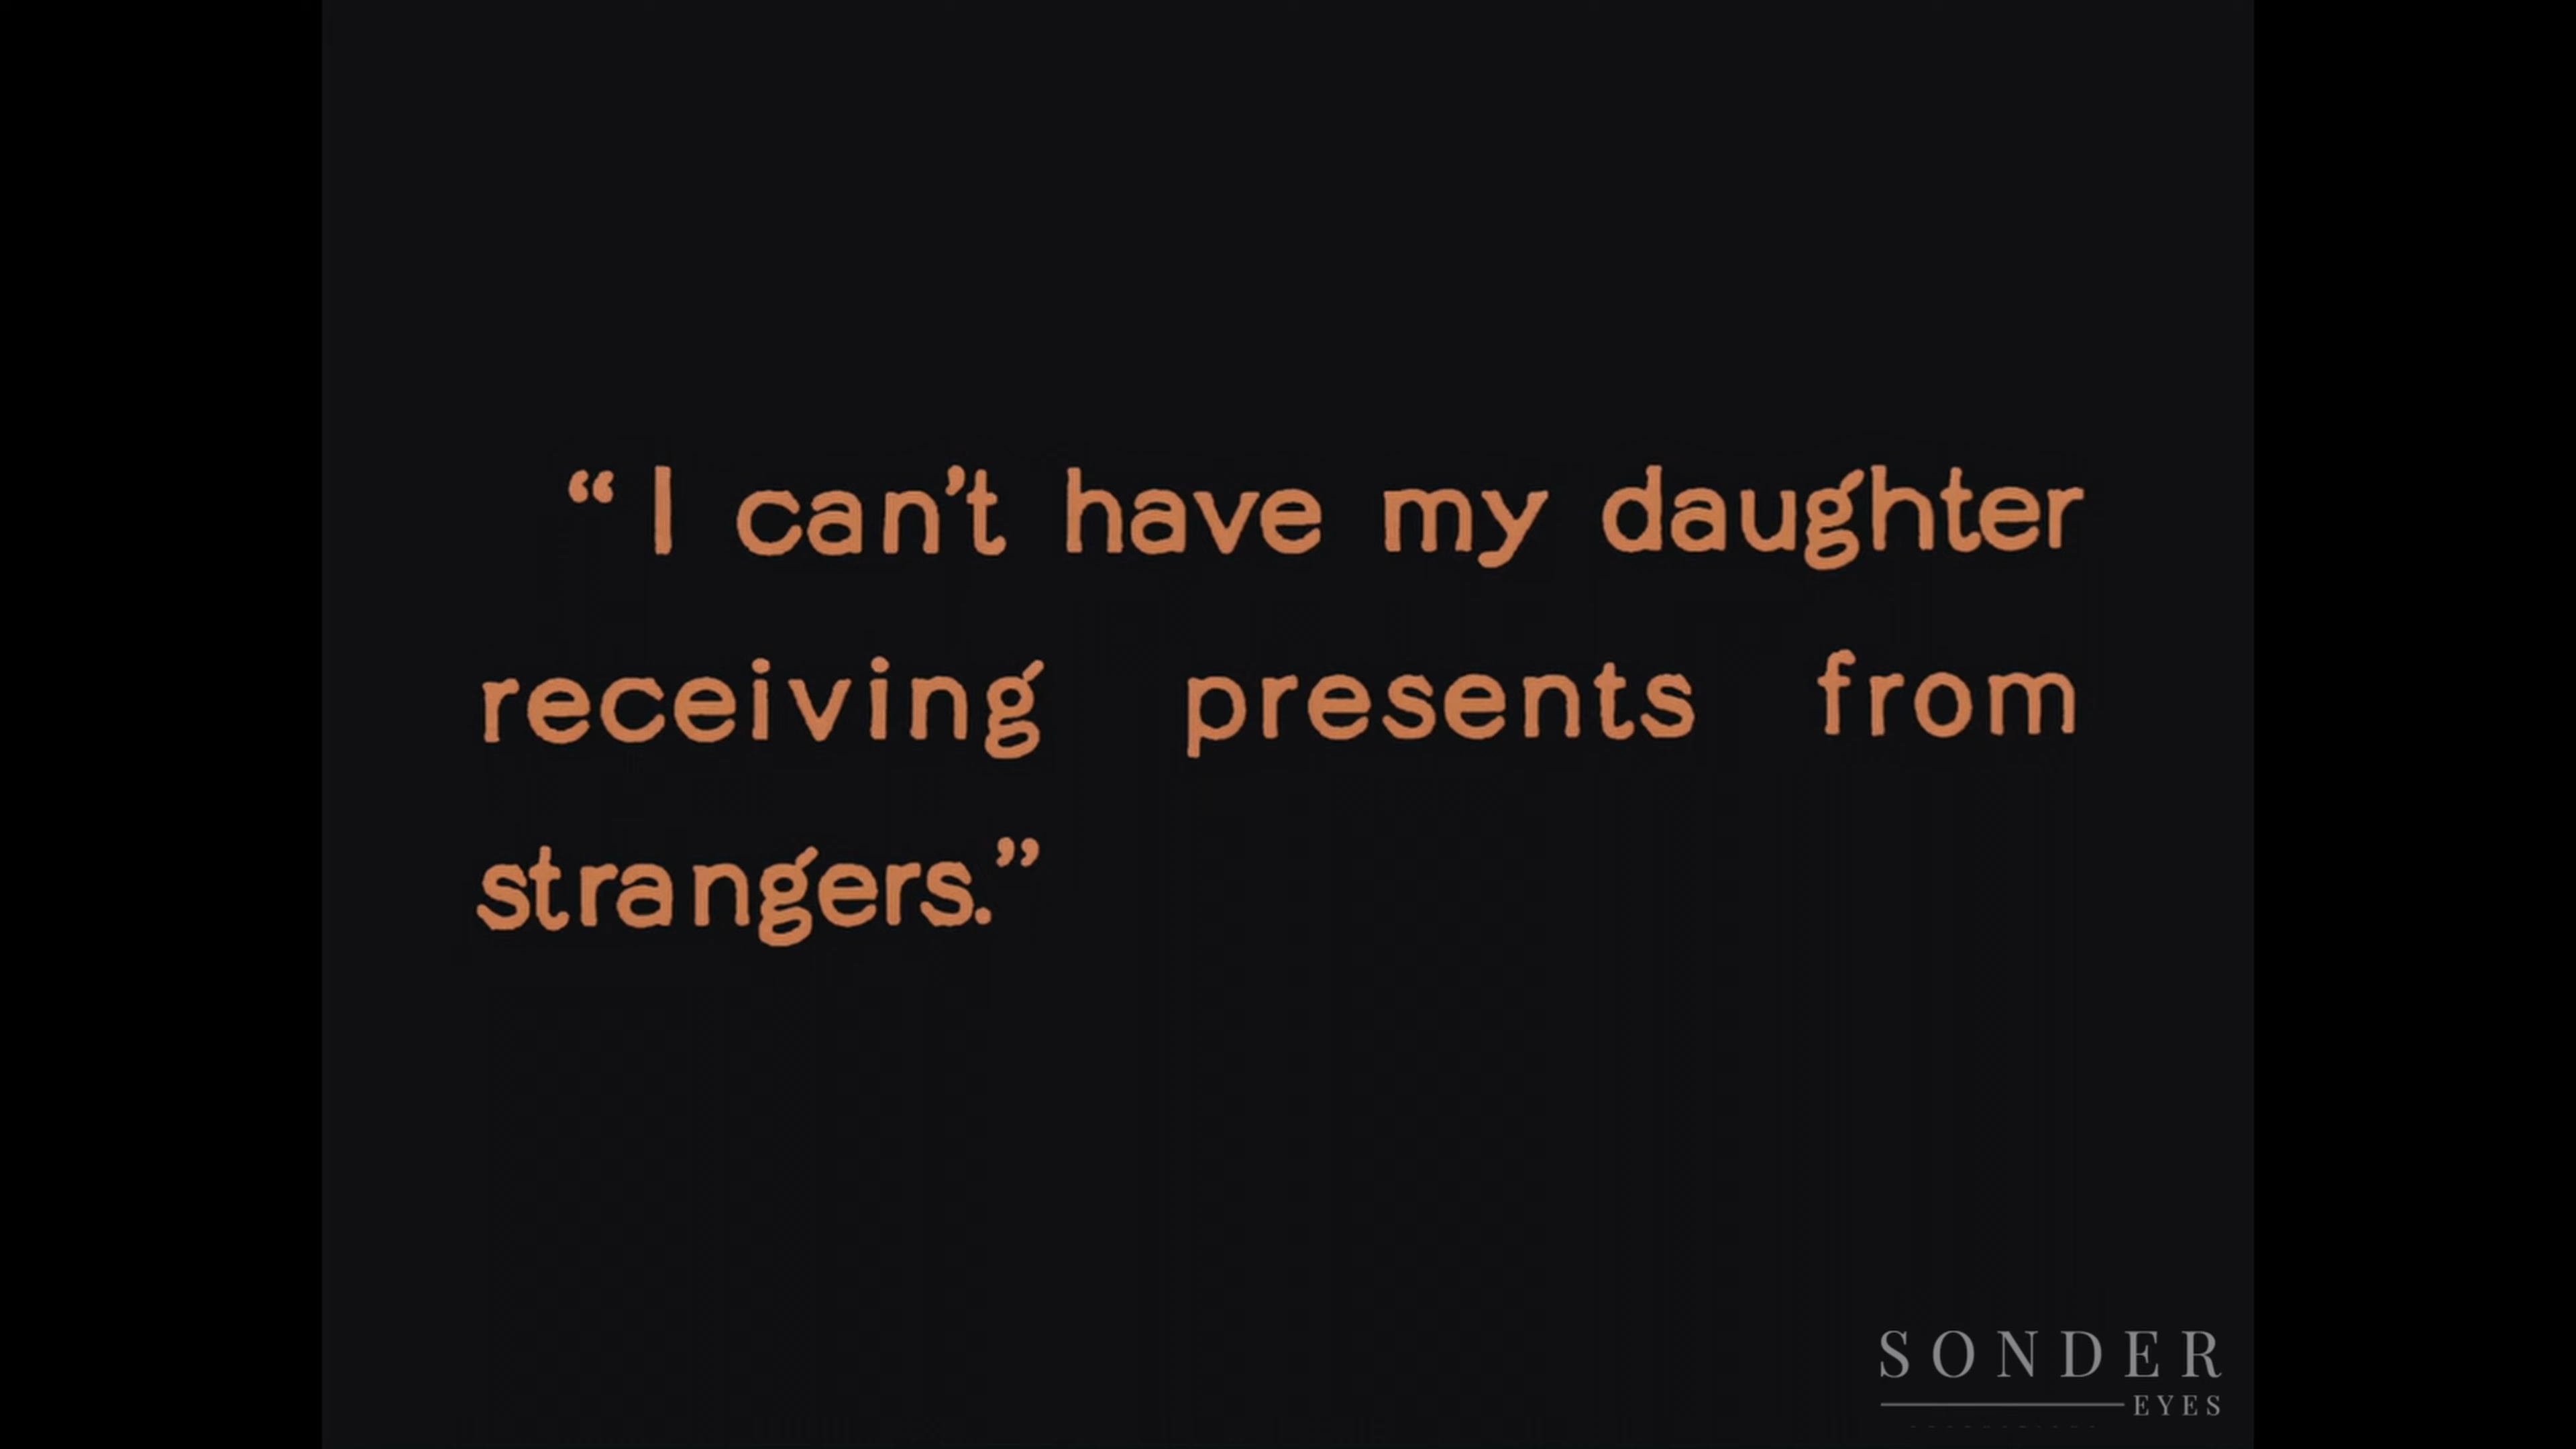 “I can’t have my daughter
receiving presents from
strangers.”
SONDER
EYES